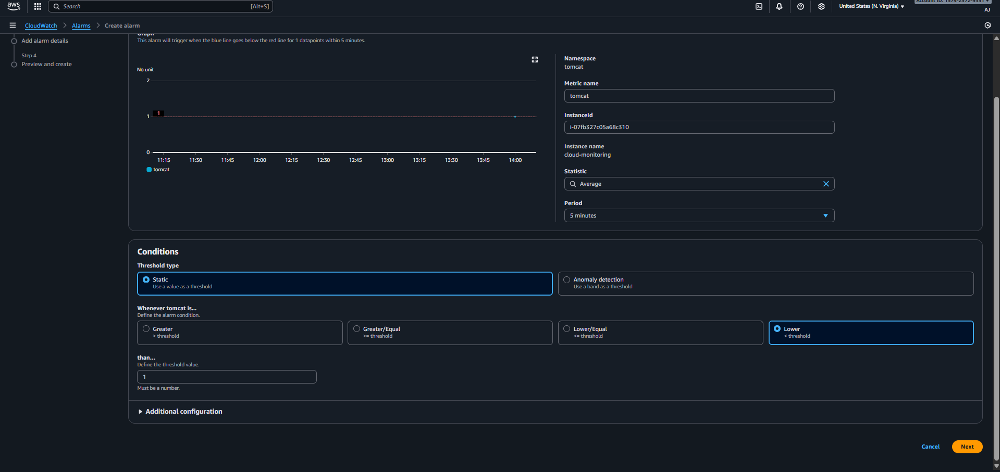 aws
Search
[Alt+S]
United States (N. Virginia)
AJ
CloudWatch
Alarms
Create alarm
Add alarm details
Step 4
Preview and create
Graph
This alarm will trigger when the blue line goes below the red line for 1 datapoints within 5 minutes.
No unit
2
1
1
0
11:15 11:30 11:45 12:00 12:15 12:30 12:45 13:00 13:15 13:30 13:45 14:00
tomcat
Namespace
tomcat
Metric name
tomcat
InstanceId
i-07fb327c05a68c310
Instance name
cloud-monitoring
Statistic
Average
Period
5 minutes
Conditions
Threshold type
Static
Use a value as a threshold
Anomaly detection
Use a band as a threshold
Whenever tomcat is...
Define the alarm condition.
Greater
> threshold
Greater/Equal
>= threshold
Lower/Equal
<= threshold
Lower
< threshold
than...
Define the threshold value.
1
Must be a number.
Additional configuration
Cancel
Next